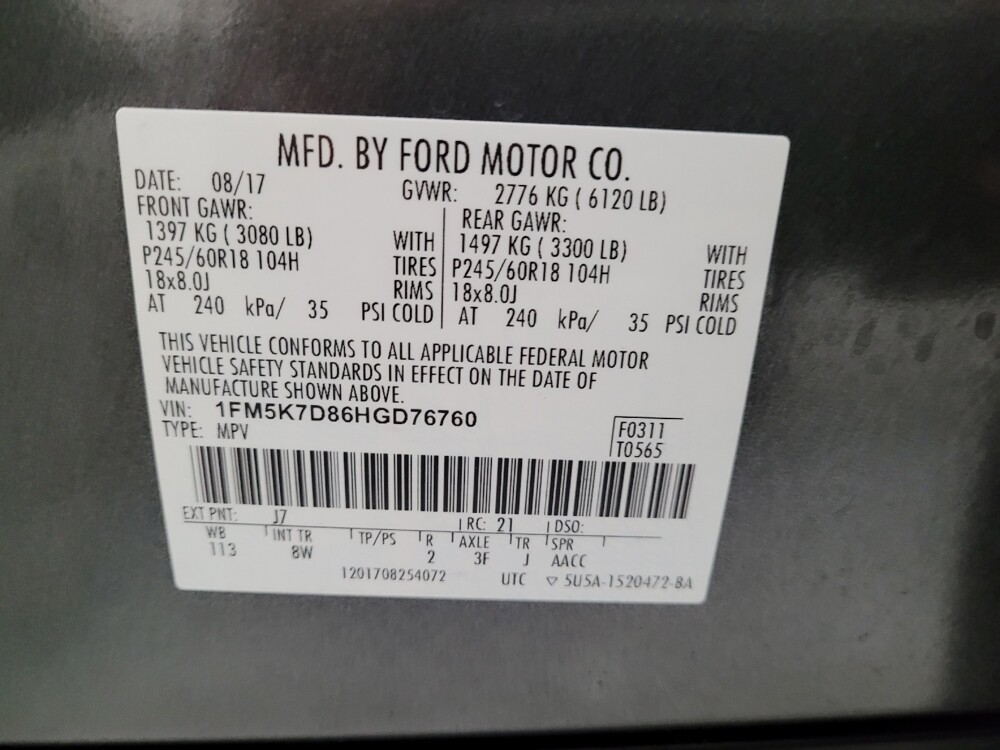 MFD. BY FORD MOTOR CO.
DATE: 08/17 GVWR: 2776 KG ( 6120 LB)
FRONT GAWR: REAR GAWR:
1397 KG ( 3080 LB) WITH 1497 KG ( 3300 LB) WITH
P245/60R18 104H TIRES P245/60R18 104H TIRES
18x8.0J RIMS 18x8.0J RIMS
AT 240 kPa/ 35 PSI COLD AT 240 kPa/ 35 PSI COLD
THIS VEHICLE CONFORMS TO ALL APPLICABLE FEDERAL MOTOR
VEHICLE SAFETY STANDARDS IN EFFECT ON THE DATE OF
MANUFACTURE SHOWN ABOVE.
VIN: 1FM5K7D86HGD76760
TYPE: MPV
F0311
T0565
EXT PNT: J7 RC: 21 DSO:
WB INT TR TP/PS R AXLE TR SPR
113 8W 2 3F J AACC
1201708254072 UTC ▽ 5U5A-1520472-BA